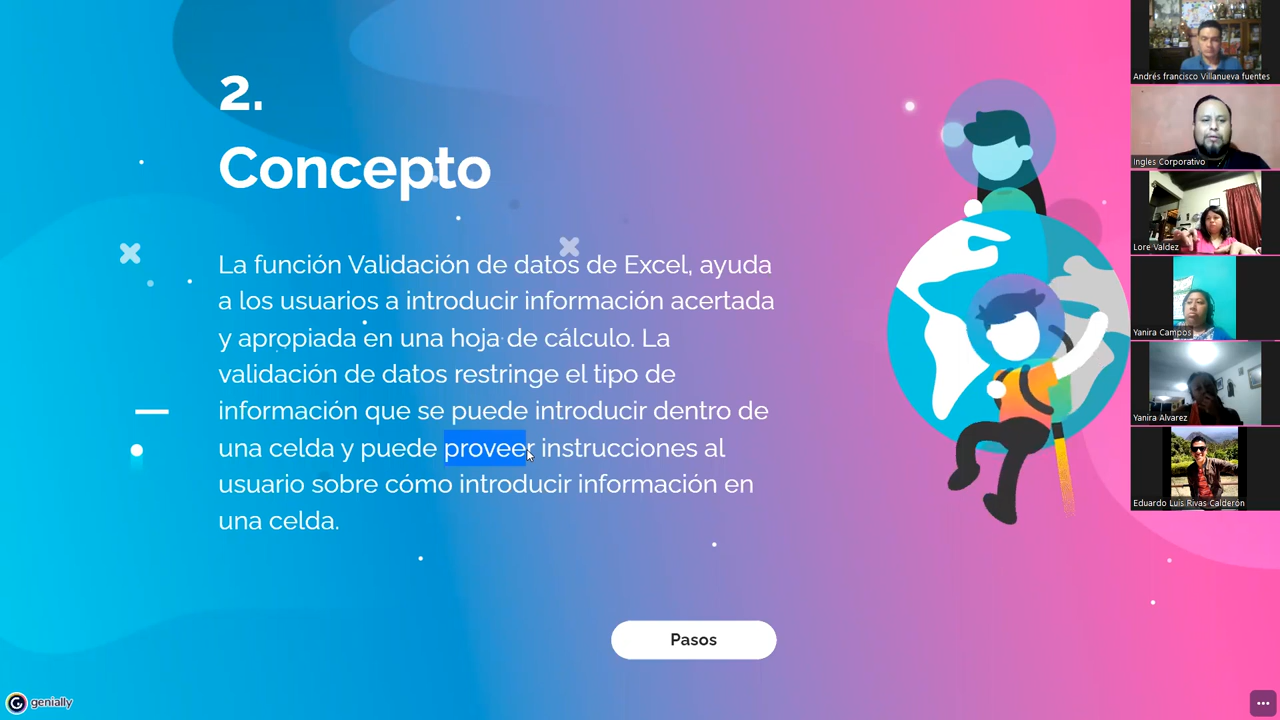 2.
Concepto
La función Validación de datos de Excel, ayuda
a los usuarios a introducir información acertada
y apropiada en una hoja de cálculo. La
validación de datos restringe el tipo de
información que se puede introducir dentro de
una celda y puede proveer instrucciones al
usuario sobre cómo introducir información en
una celda.
Pasos
genially
Andrés francisco Villanueva fuentes
Ingles Corporativo
Lore Valdez
Yanira Campos
Yanira Alvarez
Eduardo Luis Rivas Calderón